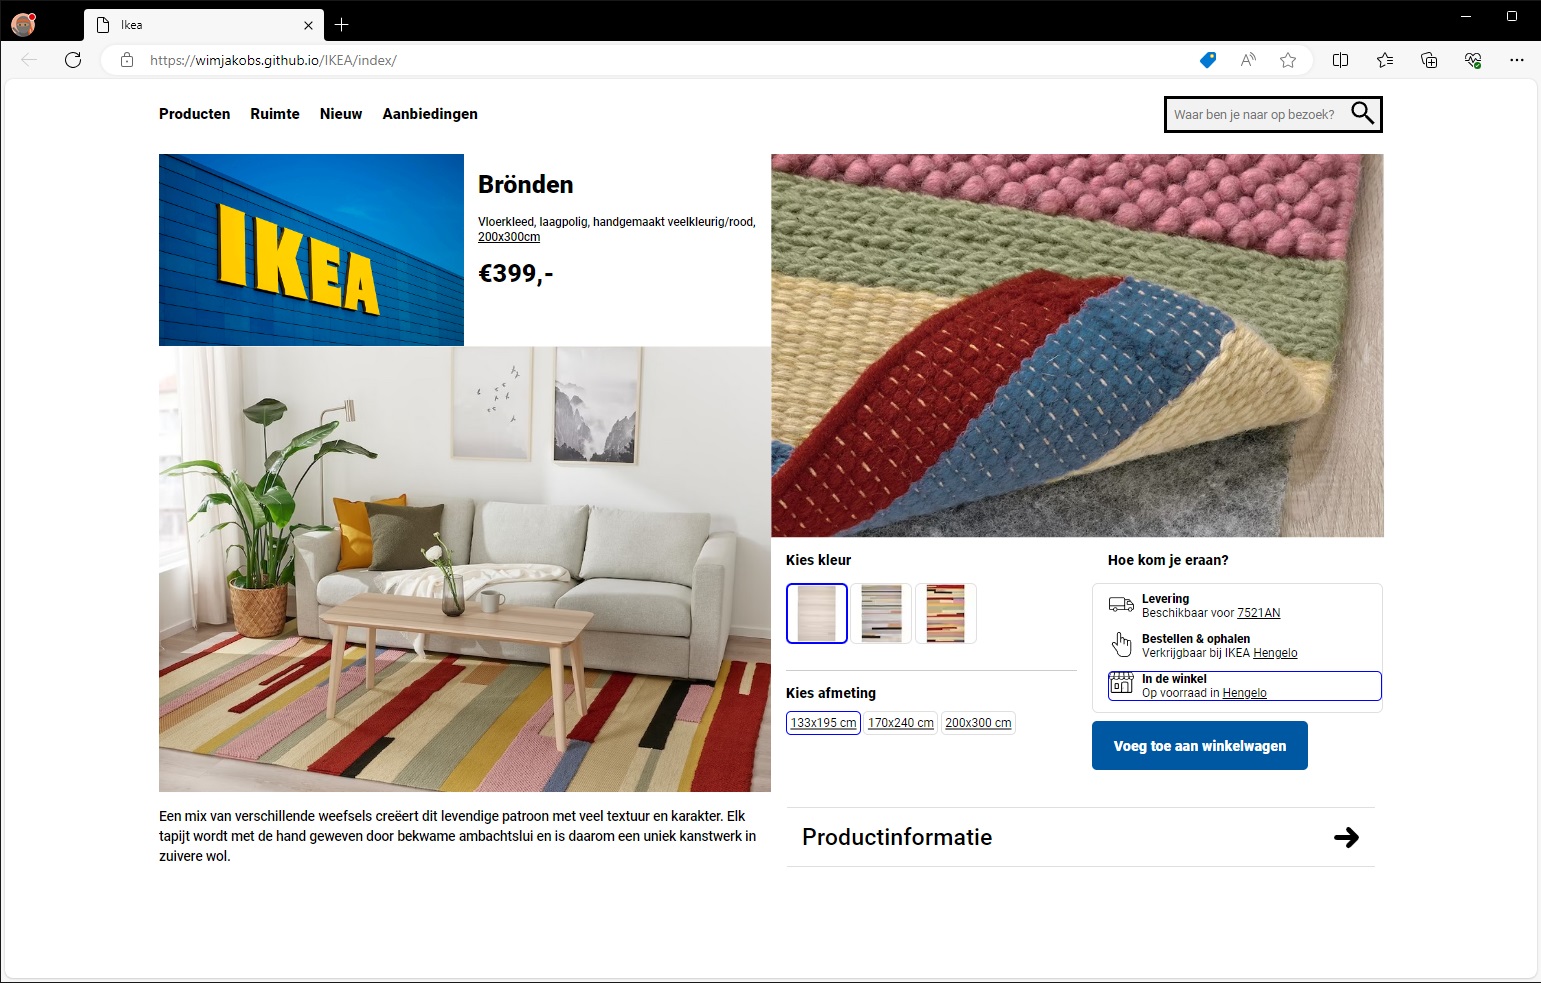 Ikea
https://wimjakobs.github.io/IKEA/index/
Producten Ruimte Nieuw Aanbiedingen
Waar ben je naar op bezoek?
IKEA
Brönden
Vloerkleed, laagpolig, handgemaakt veelkleurig/rood,
200x300cm
€399,-
Kies kleur
Kies afmeting
133x195 cm 170x240 cm 200x300 cm
Hoe kom je eraan?
Levering
Beschikbaar voor 7521AN
Bestellen & ophalen
Verkrijgbaar bij IKEA Hengelo
In de winkel
Op voorraad in Hengelo
Voeg toe aan winkelwagen
Een mix van verschillende weefsels creëert dit levendige patroon met veel textuur en karakter. Elk
tapijt wordt met de hand geweven door bekwame ambachtslui en is daarom een uniek kanstwerk in
zuivere wol.
Productinformatie